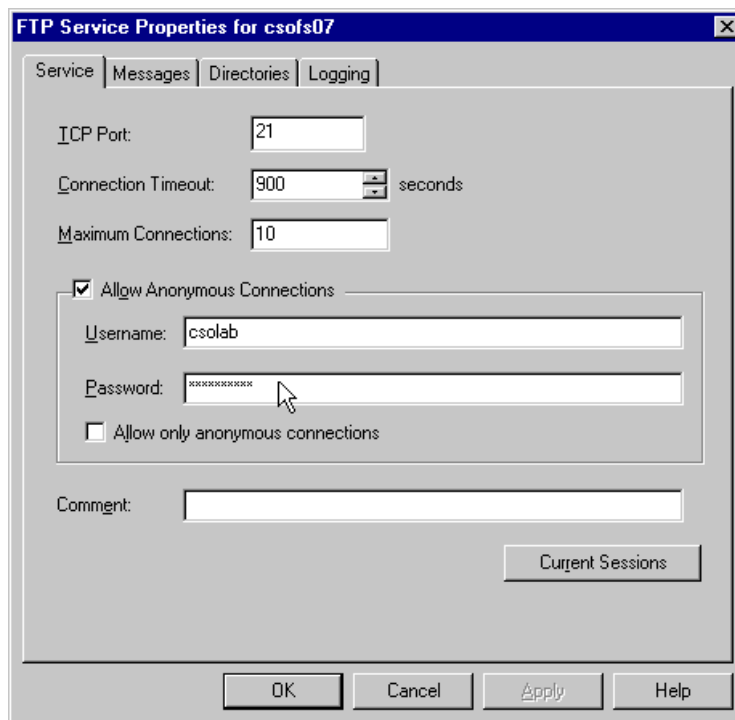 FTP Service Properties for csofs07
Service Messages Directories Logging
TCP Port: 21
Connection Timeout: 900 seconds
Maximum Connections: 10
Allow Anonymous Connections
Username: csolab
Password: **********
Allow only anonymous connections
Comment:
Current Sessions
OK Cancel Apply Help